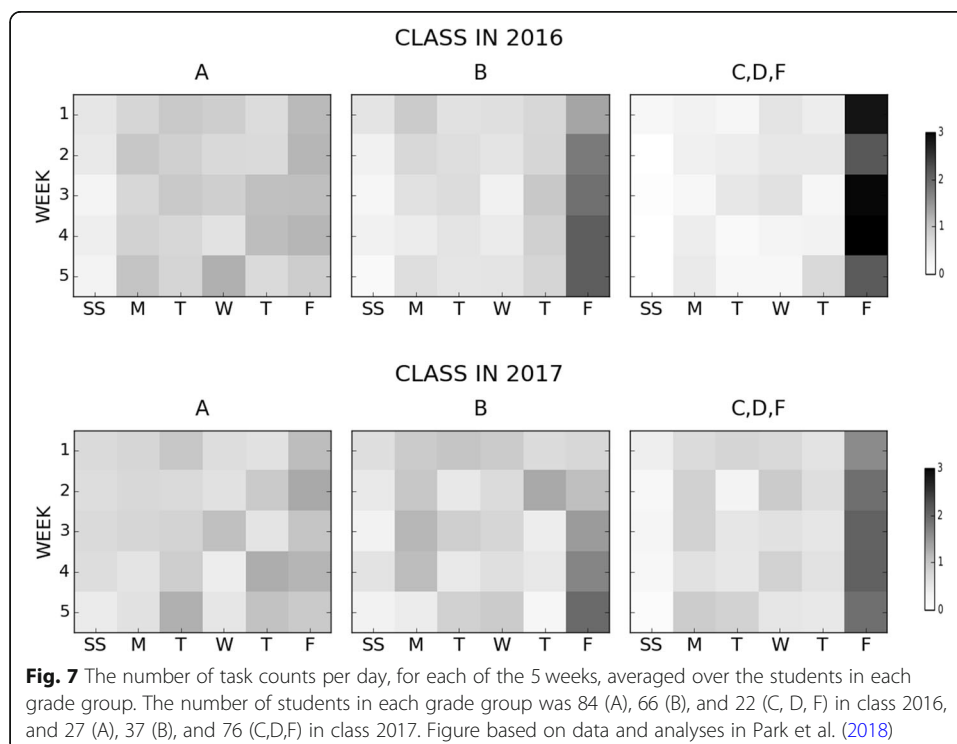 CLASS IN 2016
A B C,D,F
WEEK
1
2
3
4
5
SS M T W T F SS M T W T F SS M T W T F
3
2
1
0
CLASS IN 2017
A B C,D,F
WEEK
1
2
3
4
5
SS M T W T F SS M T W T F SS M T W T F
3
2
1
0
Fig. 7 The number of task counts per day, for each of the 5 weeks, averaged over the students in each
grade group. The number of students in each grade group was 84 (A), 66 (B), and 22 (C, D, F) in class 2016,
and 27 (A), 37 (B), and 76 (C,D,F) in class 2017. Figure based on data and analyses in Park et al. (2018)